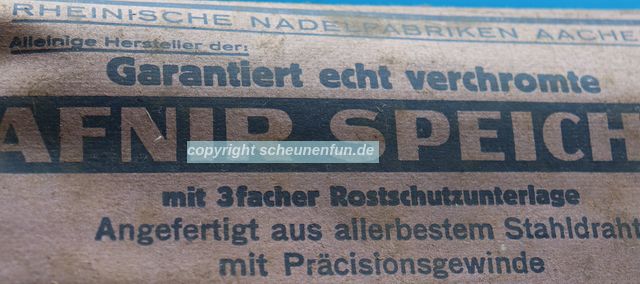 RHEINISCHE NADELFABRIKEN AACHE
Alleinige Hersteller der:
Garantiert echt verchromte
AFNIR SPEICH
copyright scheunenfun.de
mit 3facher Rostschutzunterlage
Angefertigt aus allerbestem Stahldraht
mit Präcisionsgewinde